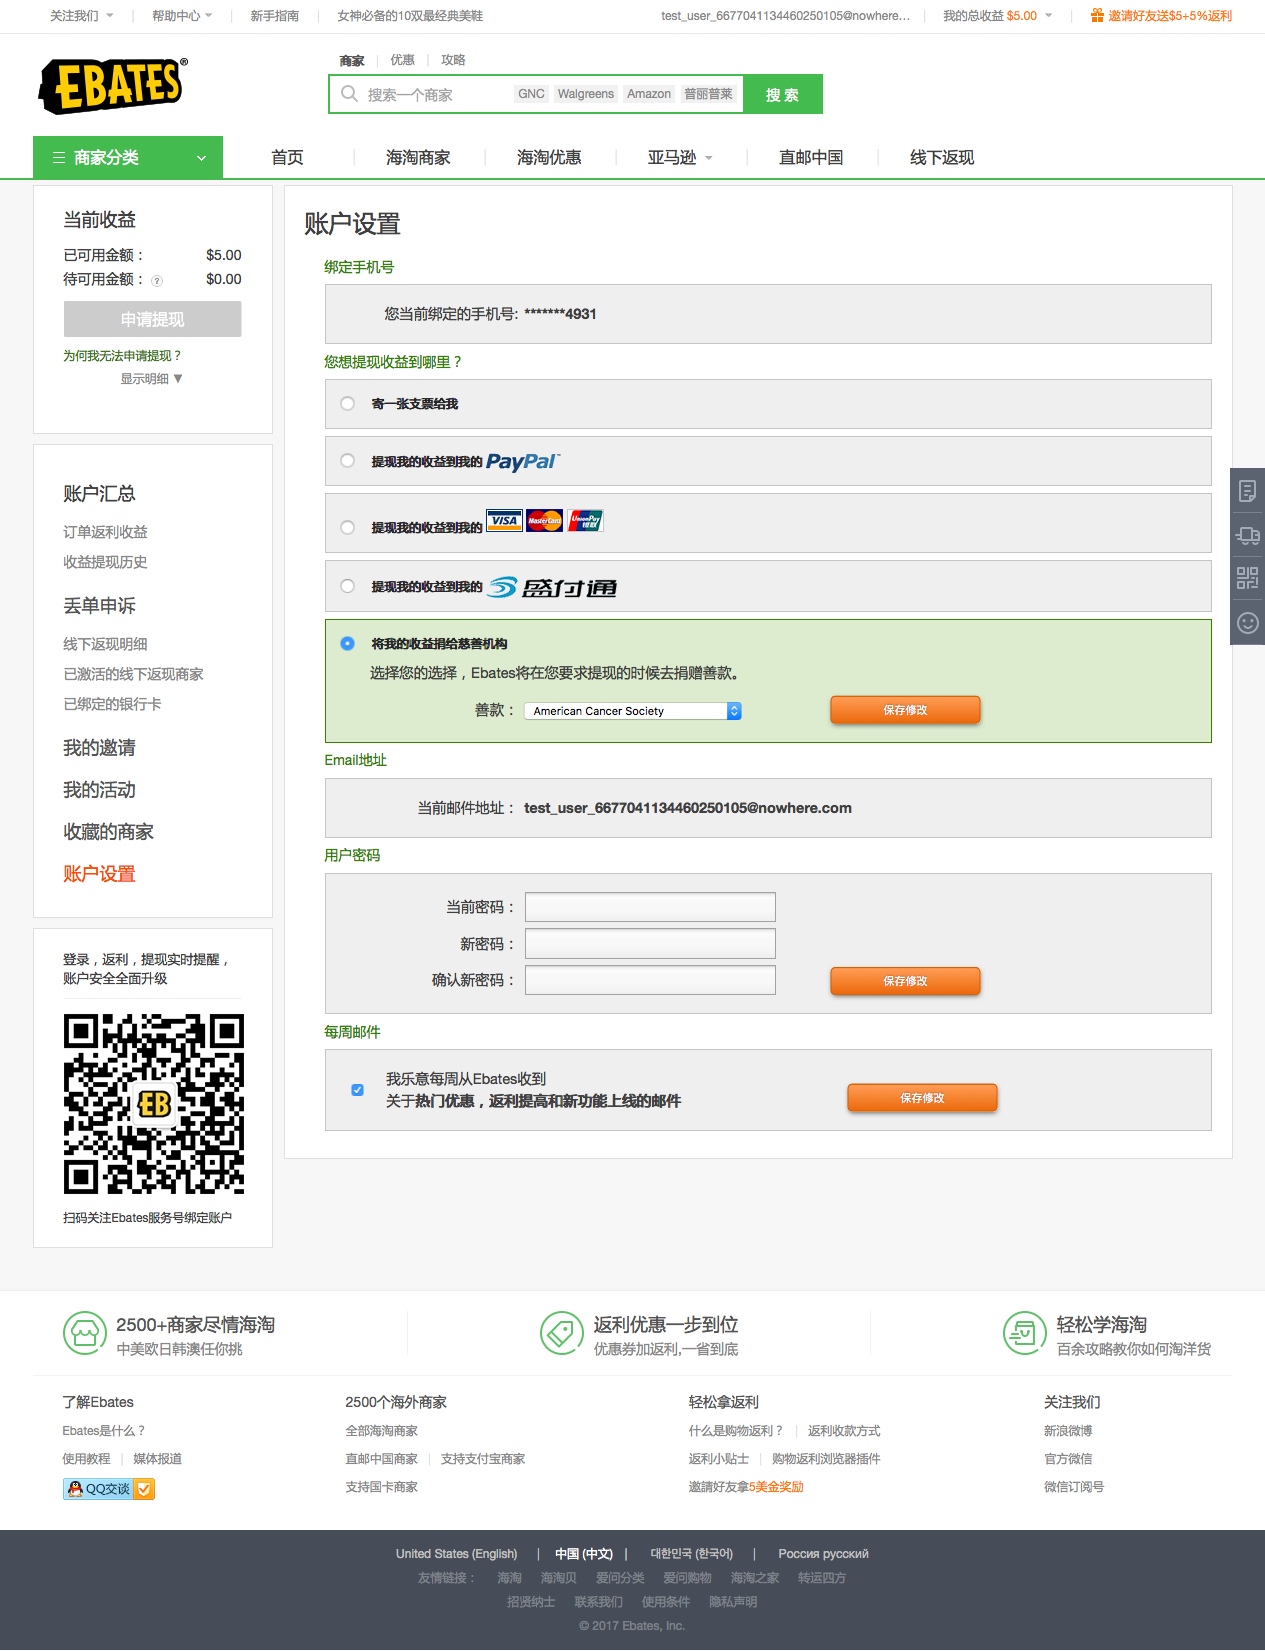 关注我们
帮助中心
新手指南
女神必备的10双最经典美鞋
test_user_6677041134460250105@nowhere...
我的总收益 $5.00
邀请好友送$5+5%返利
EBATES®
商家
优惠
攻略
搜索一个商家
GNC
Walgreens
Amazon
普丽普莱
搜 索
商家分类
首页
海淘商家
海淘优惠
亚马逊
直邮中国
线下返现
当前收益
已可用金额： $5.00
待可用金额： ? $0.00
申请提现
为何我无法申请提现？
显示明细 ▼
账户汇总
订单返利收益
收益提现历史
丢单申诉
线下返现明细
已激活的线下返现商家
已绑定的银行卡
我的邀请
我的活动
收藏的商家
账户设置
登录，返利，提现实时提醒，
账户安全全面升级
EB
扫码关注Ebates服务号绑定账户
账户设置
绑定手机号
您当前绑定的手机号: *******4931
您想提现收益到哪里？
寄一张支票给我
提现我的收益到我的 PayPal™
提现我的收益到我的 VISA MasterCard UnionPay 银联
提现我的收益到我的 盛付通
将我的收益捐给慈善机构
选择您的选择，Ebates将在您要求提现的时候去捐赠善款。
善款： American Cancer Society 保存修改
Email地址
当前邮件地址： test_user_6677041134460250105@nowhere.com
用户密码
当前密码：
新密码：
确认新密码： 保存修改
每周邮件
我乐意每周从Ebates收到
关于热门优惠，返利提高和新功能上线的邮件
保存修改
2500+商家尽情海淘
中美欧日韩澳任你挑
返利优惠一步到位
优惠券加返利,一省到底
轻松学海淘
百余攻略教你如何淘洋货
了解Ebates
Ebates是什么？
使用教程 | 媒体报道
QQ交谈
2500个海外商家
全部海淘商家
直邮中国商家 | 支持支付宝商家
支持国卡商家
轻松拿返利
什么是购物返利？ | 返利收款方式
返利小贴士 | 购物返利浏览器插件
邀請好友拿5美金奖励
关注我们
新浪微博
官方微信
微信订阅号
United States (English) | 中国 (中文) | 대한민국 (한국어) | Россия русский
友情链接： 海淘 海淘贝 爱问分类 爱问购物 海淘之家 转运四方
招贤纳士 联系我们 使用条件 隐私声明
© 2017 Ebates, Inc.